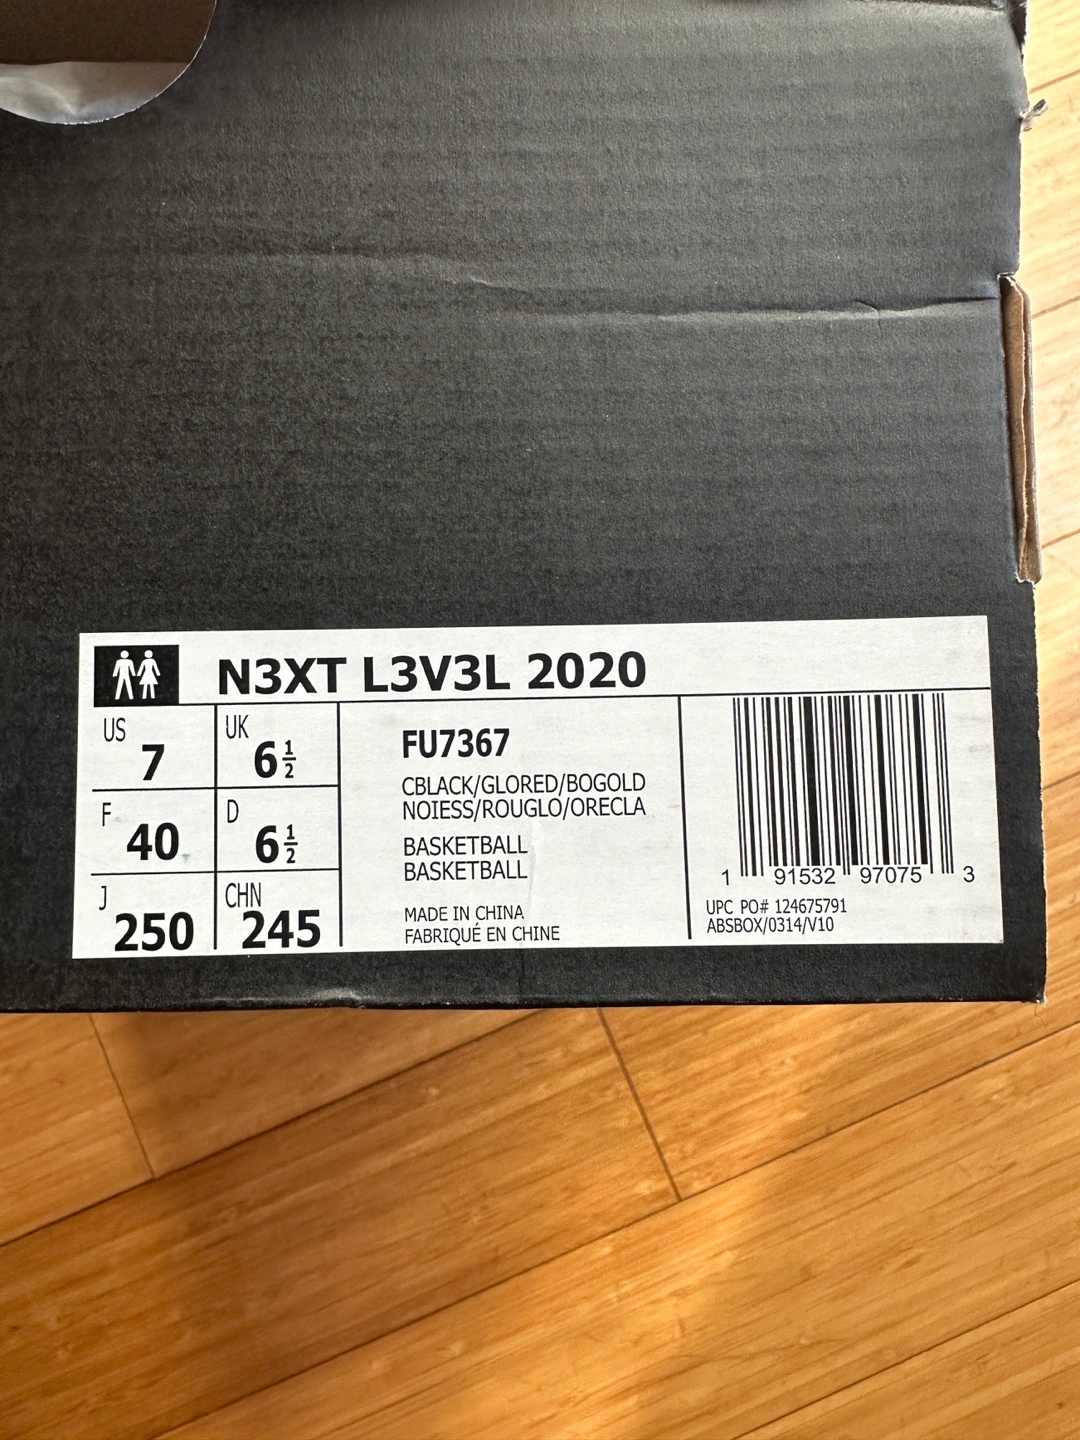 N3XT L3V3L 2020
US 7
UK 6 1/2
F 40
D 6 1/2
J 250
CHN 245
FU7367
CBLACK/GLORED/BOGOLD
NOIESS/ROUGLO/ORECLA
BASKETBALL
BASKETBALL
MADE IN CHINA
FABRIQUÉ EN CHINE
1 91532 97075 3
UPC PO# 124675791
ABSBOX/0314/V10